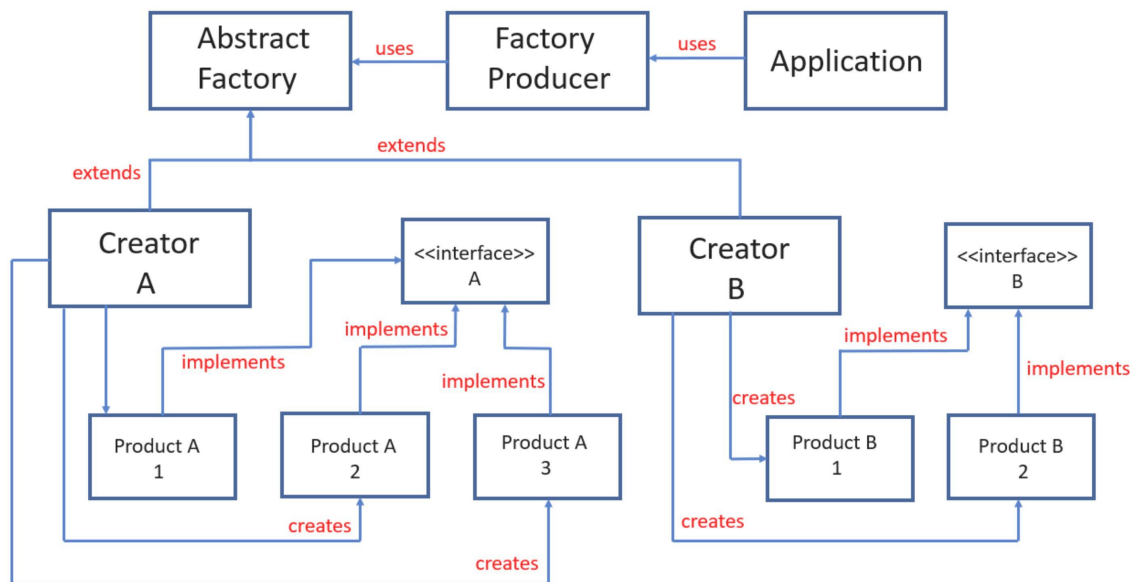 Abstract
Factory
uses
Factory
Producer
uses
Application
extends
extends
Creator
A
<<interface>>
A
Creator
B
<<interface>>
B
implements
implements
implements
implements
implements
creates
Product A
1
Product A
2
Product A
3
Product B
1
Product B
2
creates
creates
creates